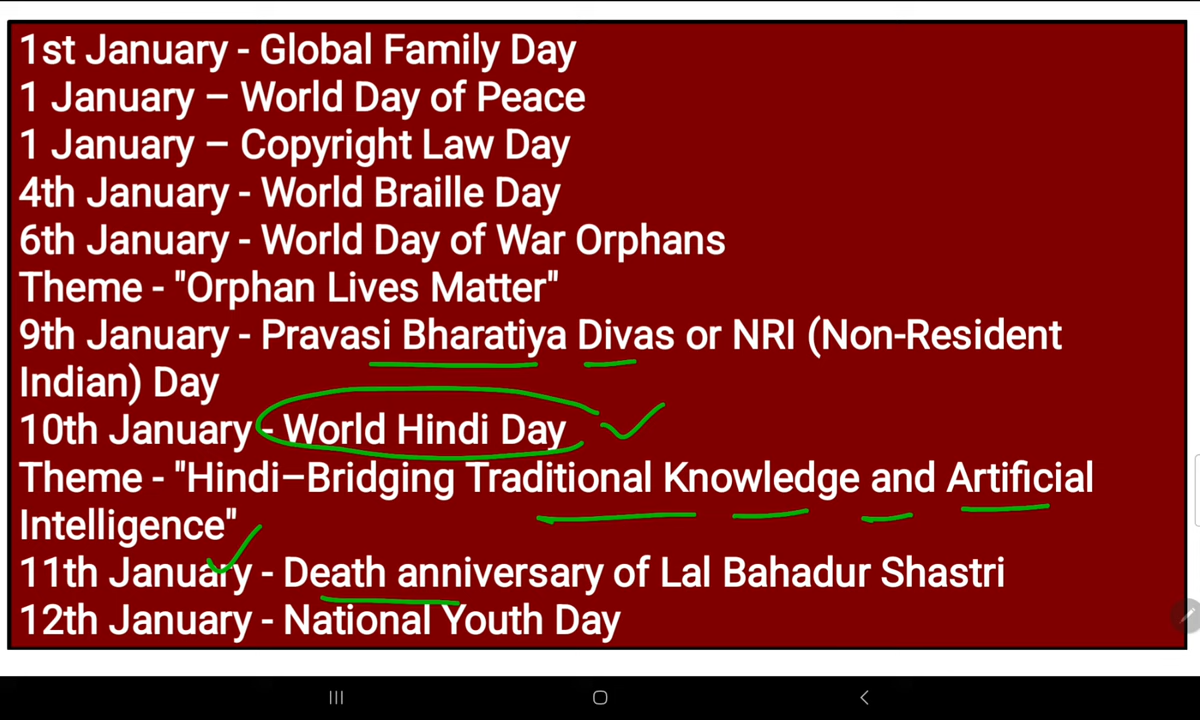 1st January - Global Family Day
1 January – World Day of Peace
1 January – Copyright Law Day
4th January - World Braille Day
6th January - World Day of War Orphans
Theme - "Orphan Lives Matter"
9th January - Pravasi Bharatiya Divas or NRI (Non-Resident
Indian) Day
10th January - World Hindi Day
Theme - "Hindi–Bridging Traditional Knowledge and Artificial
Intelligence"
11th January - Death anniversary of Lal Bahadur Shastri
12th January - National Youth Day